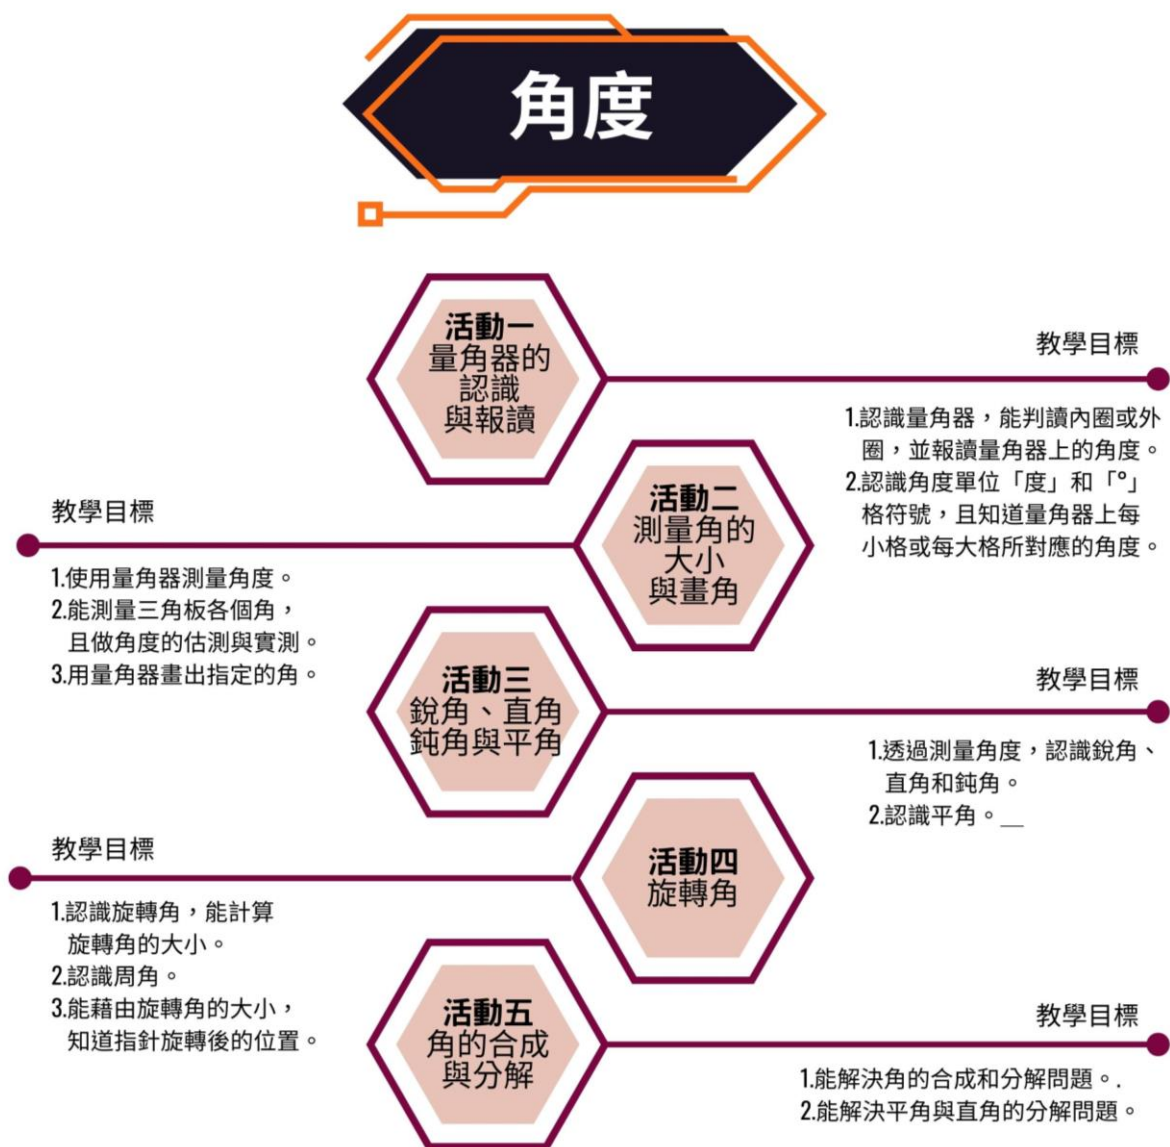 角度
活動一
量角器的
認識
與報讀
教學目標
1.認識量角器，能判讀內圈或外
圈，並報讀量角器上的角度。
2.認識角度單位「度」和「°」
格符號，且知道量角器上每
小格或每大格所對應的角度。
活動二
測量角的
大小
與畫角
教學目標
1.使用量角器測量角度。
2.能測量三角板各個角，
且做角度的估測與實測。
3.用量角器畫出指定的角。
活動三
銳角、直角
鈍角與平角
教學目標
1.透過測量角度，認識銳角、
直角和鈍角。
2.認識平角。__
活動四
旋轉角
教學目標
1.認識旋轉角，能計算
旋轉角的大小。
2.認識周角。
3.能藉由旋轉角的大小，
知道指針旋轉後的位置。
活動五
角的合成
與分解
教學目標
1.能解決角的合成和分解問題。.
2.能解決平角與直角的分解問題。